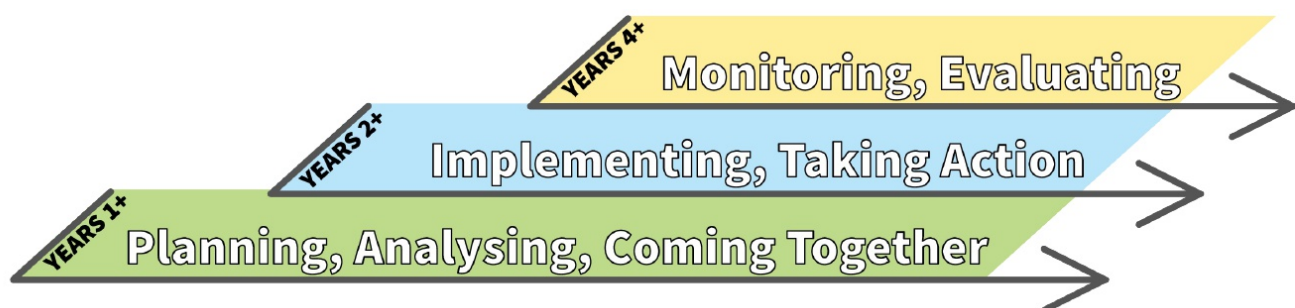 YEARS 4+
Monitoring, Evaluating
YEARS 2+
Implementing, Taking Action
YEARS 1+
Planning, Analysing, Coming Together